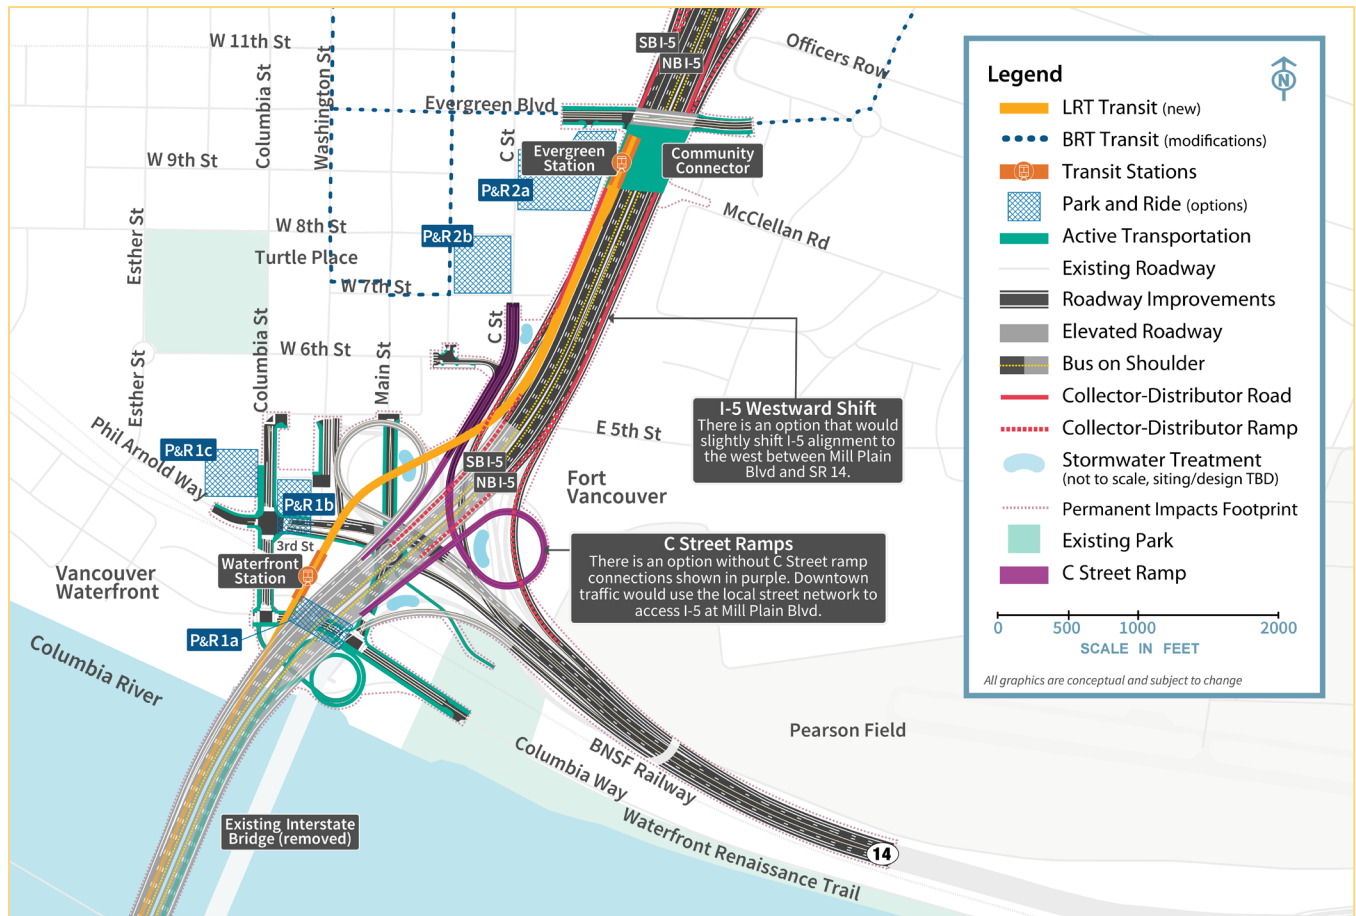 W 11th St
Columbia St
Washington St
SB I-5
NB I-5
Officers Row
Evergreen Blvd
C St
W 9th St
Evergreen
Station
Community
Connector
P&R2a
McClellan Rd
Esther St
W 8th St
P&R2b
Turtle Place
W 7th St
C St
Columbia St
W 6th St
Main St
Esther St
I-5 Westward Shift
There is an option that would
slightly shift I-5 alignment to
the west between Mill Plain
Blvd and SR 14.
Phil Arnold Way
P&R1c
E 5th St
SB I-5
NB I-5
Fort
Vancouver
P&R1b
3rd St
C Street Ramps
There is an option without C Street ramp
connections shown in purple. Downtown
traffic would use the local street network to
access I-5 at Mill Plain Blvd.
Waterfront
Station
Vancouver
Waterfront
P&R1a
Columbia River
Pearson Field
BNSF Railway
Columbia Way
Waterfront Renaissance Trail
Existing Interstate
Bridge (removed)
14
Legend
N
LRT Transit (new)
BRT Transit (modifications)
Transit Stations
Park and Ride (options)
Active Transportation
Existing Roadway
Roadway Improvements
Elevated Roadway
Bus on Shoulder
Collector-Distributor Road
Collector-Distributor Ramp
Stormwater Treatment
(not to scale, siting/design TBD)
Permanent Impacts Footprint
Existing Park
C Street Ramp
0 500 1000 2000
SCALE IN FEET
All graphics are conceptual and subject to change